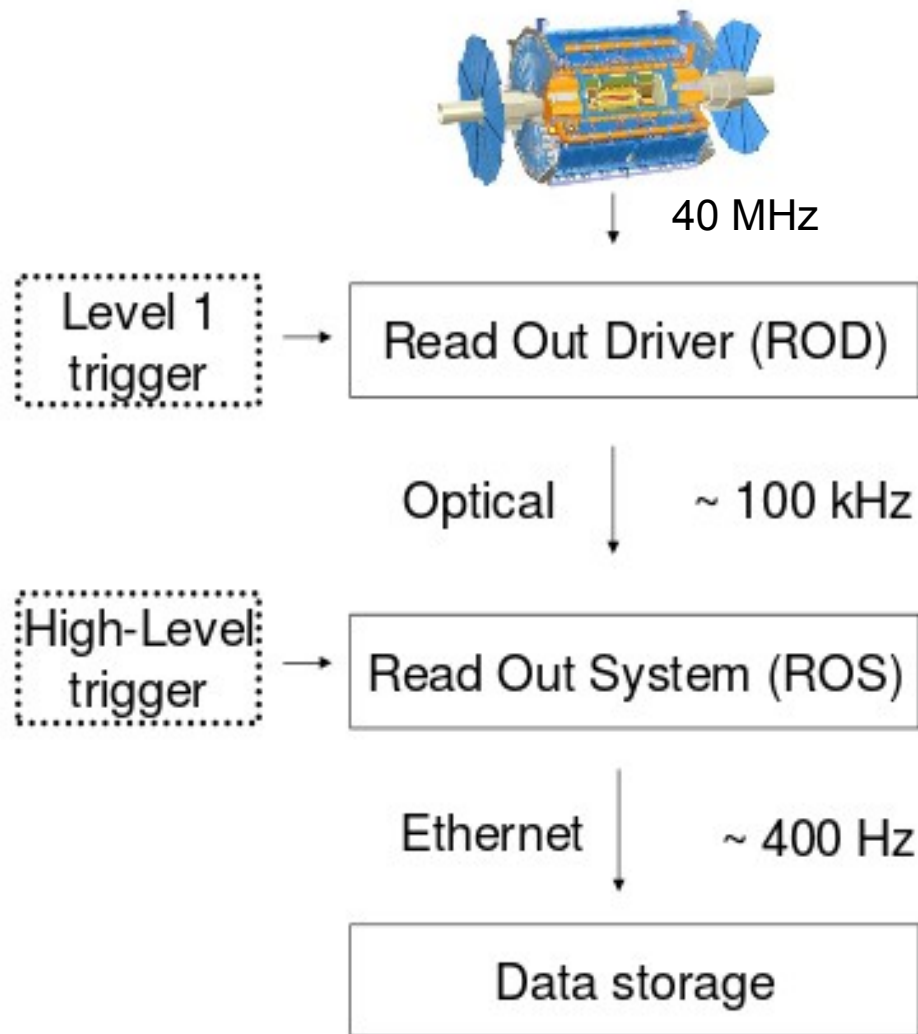 40 MHz
Level 1
trigger
Read Out Driver (ROD)
Optical
~ 100 kHz
High-Level
trigger
Read Out System (ROS)
Ethernet
~ 400 Hz
Data storage